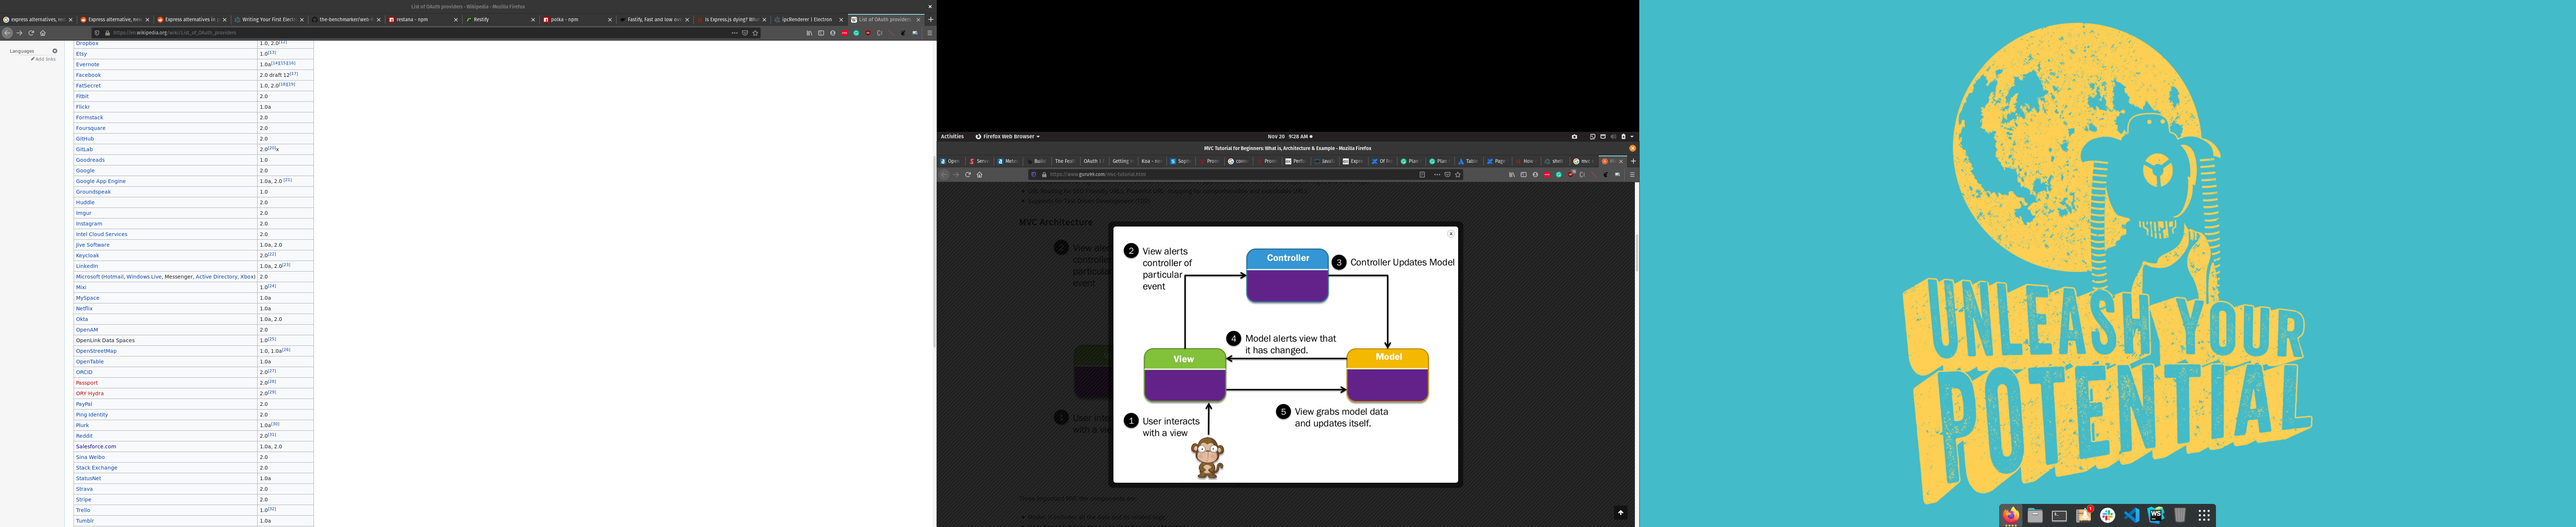 List of OAuth providers - Wikipedia - Mozilla Firefox
express alternatives, re
Express alternative, mea
Express alternatives in j
Writing Your First Electr
the-benchmarker/web-f
restana - npm
Restify
polka - npm
Fastify, Fast and low ove
Is Express.js dying? Wha
ipcRenderer | Electron
List of OAuth providers
https://en.wikipedia.org/wiki/List_of_OAuth_providers
Languages
Add links
Dropbox 1.0, 2.0[12]
Etsy 1.0[13]
Evernote 1.0a[14][15][16]
Facebook 2.0 draft 12[17]
FatSecret 1.0, 2.0[18][19]
Fitbit 2.0
Flickr 1.0a
Formstack 2.0
Foursquare 2.0
GitHub 2.0
GitLab 2.0[20]x
Goodreads 1.0
Google 2.0
Google App Engine 1.0a, 2.0 [21]
Groundspeak 1.0
Huddle 2.0
Imgur 2.0
Instagram 2.0
Intel Cloud Services 2.0
Jive Software 1.0a, 2.0
Keycloak 2.0[22]
LinkedIn 1.0a, 2.0[23]
Microsoft (Hotmail, Windows Live, Messenger, Active Directory, Xbox) 2.0
Mixi 1.0[24]
MySpace 1.0a
Netflix 1.0a
Okta 1.0a, 2.0
OpenAM 2.0
OpenLink Data Spaces 1.0[25]
OpenStreetMap 1.0, 1.0a[26]
OpenTable 1.0a
ORCID 2.0[27]
Passport 2.0[28]
ORY Hydra 2.0[29]
PayPal 2.0
Ping Identity 2.0
Plurk 1.0a[30]
Reddit 2.0[31]
Salesforce.com 1.0a, 2.0
Sina Weibo 2.0
Stack Exchange 2.0
StatusNet 1.0a
Strava 2.0
Stripe 2.0
Trello 1.0[32]
Tumblr 1.0a
Activities Firefox Web Browser Nov 20 9:28 AM
MVC Tutorial for Beginners: What is, Architecture & Example - Mozilla Firefox
https://www.guru99.com/mvc-tutorial.html
MVC Architecture
2 View alerts
controller of
particular
event
Controller
3 Controller Updates Model
4 Model alerts view that
it has changed.
View
Model
1 User interacts
with a view
5 View grabs model data
and updates itself.
UNLEASH YOUR
POTENTIAL
1
WS